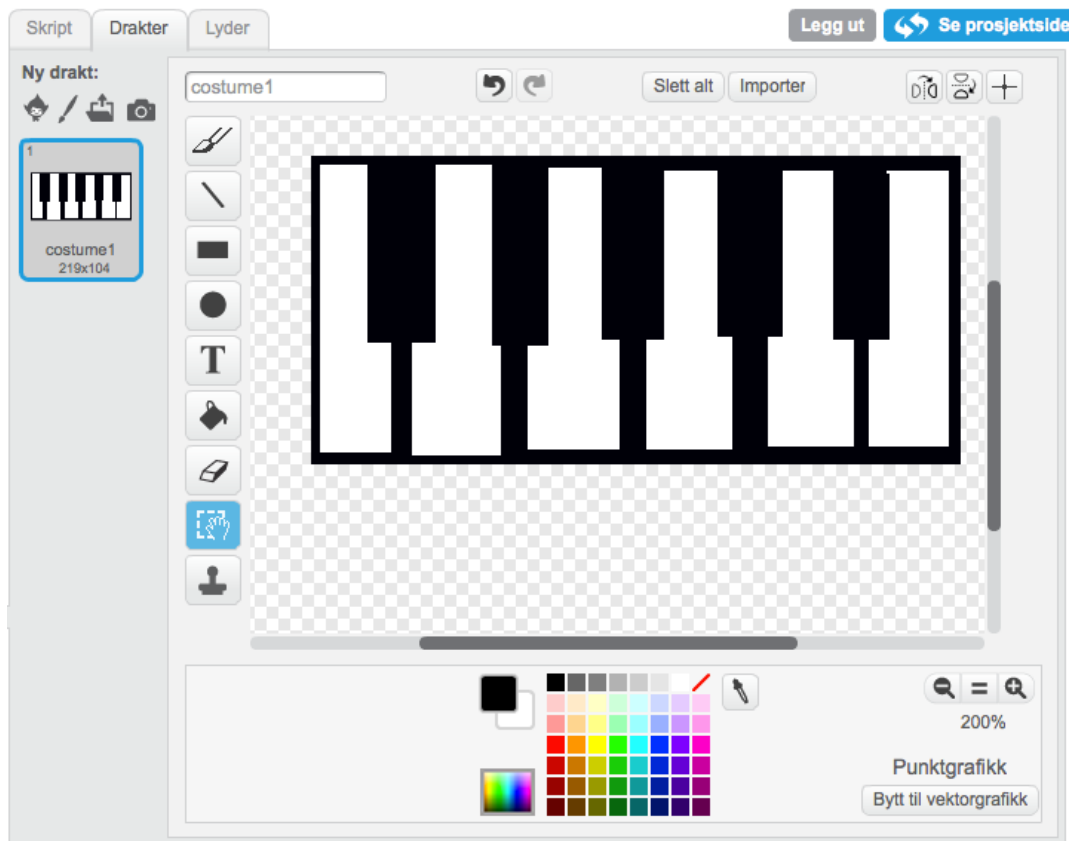 Skript Drakter Lyder Legg ut Se prosjektside
Ny drakt:
costume1 Slett alt Importer
1
costume1
219x104
T
200%
Punktgrafikk
Bytt til vektorgrafikk